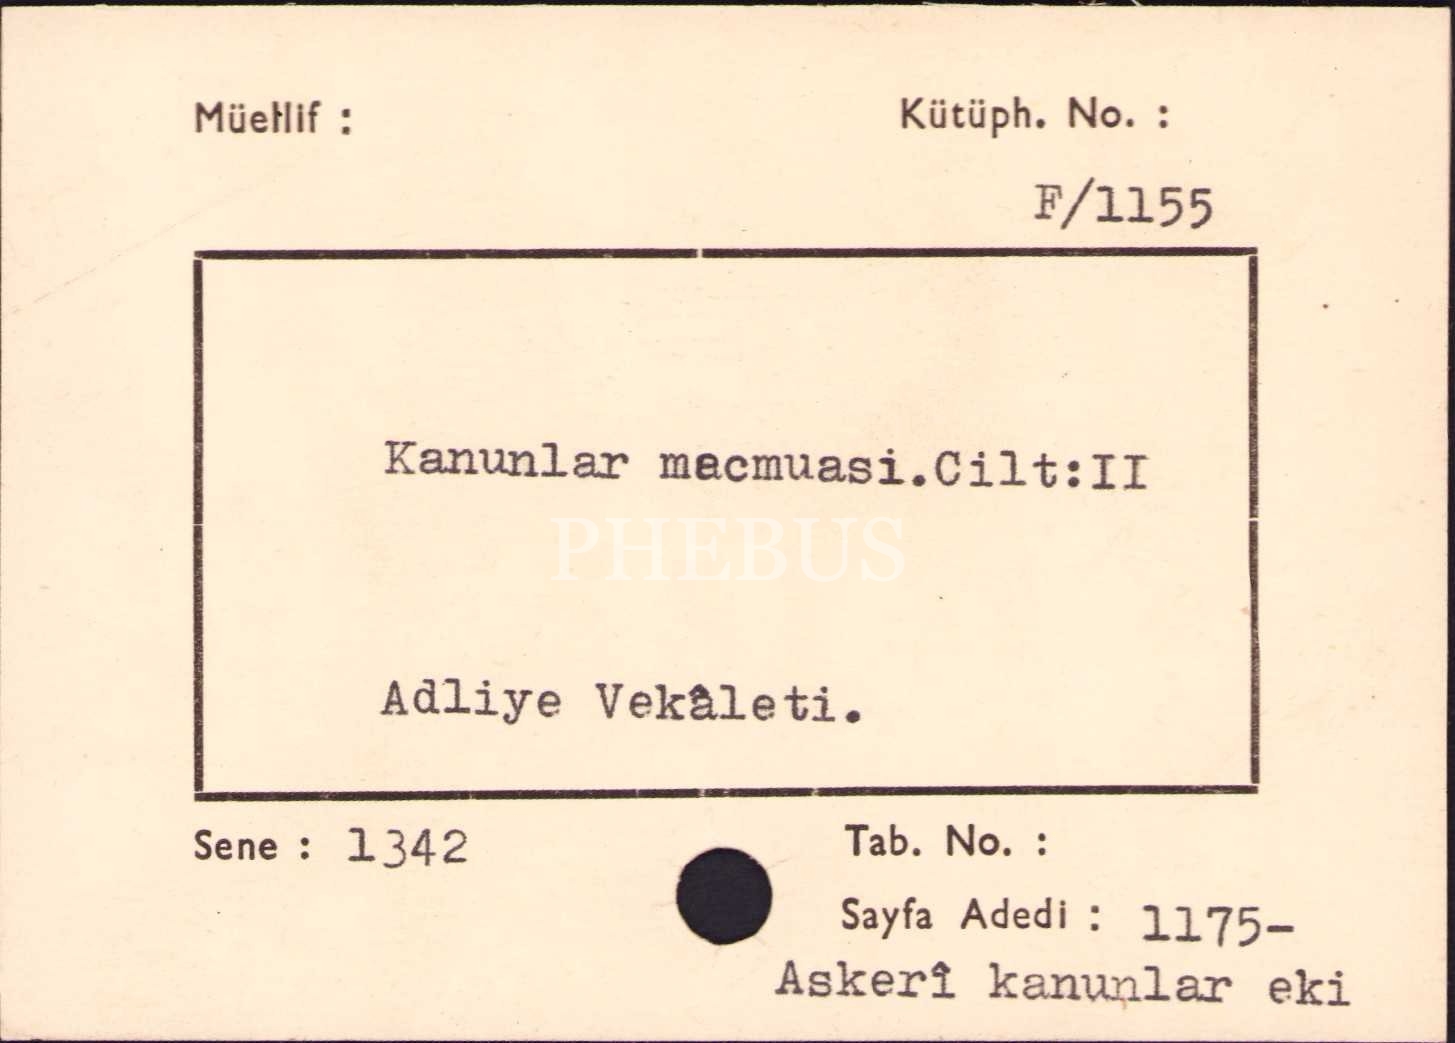 Müellif :
Kütüph. No. :
F/1155
Kanunlar mecmuasi.Cilt:II
PHEBUS
Adliye Vekâleti.
Sene : 1342
Tab. No. :
Sayfa Adedi : 1175-
Askerî kanunlar eki